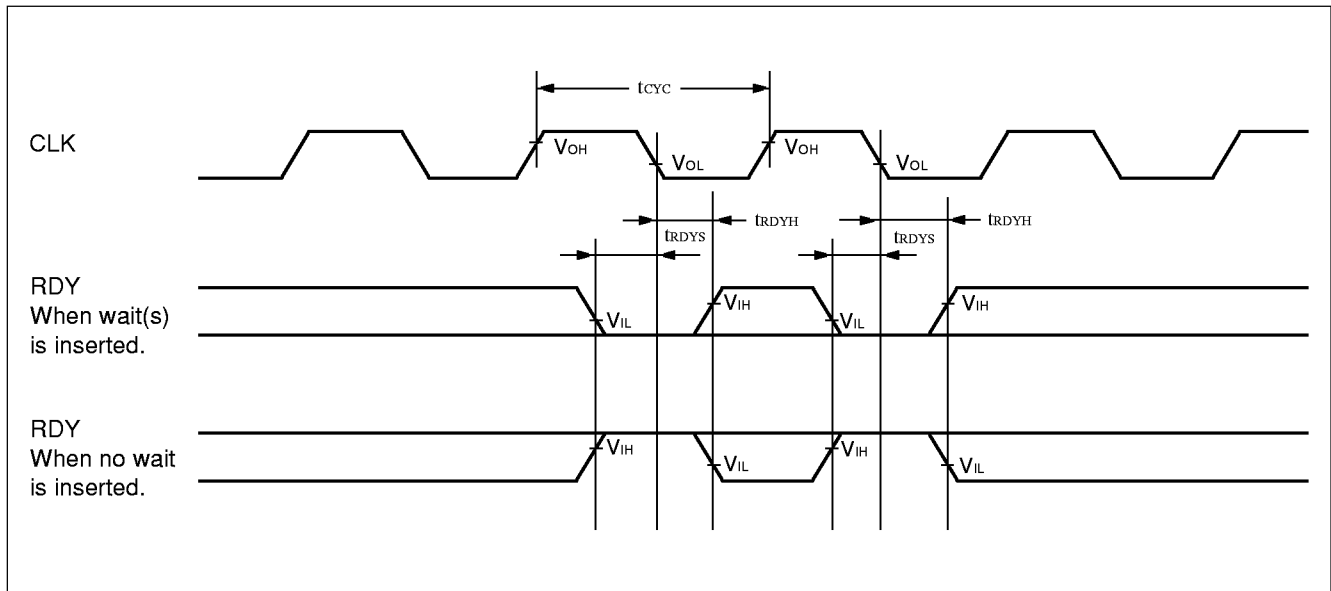 tCYC
CLK
VOH
VOL
VOH
VOL
tRDYH
tRDYH
tRDYS
tRDYS
RDY
When wait(s)
is inserted.
VIL
VIH
VIL
VIH
RDY
When no wait
is inserted.
VIH
VIL
VIH
VIL